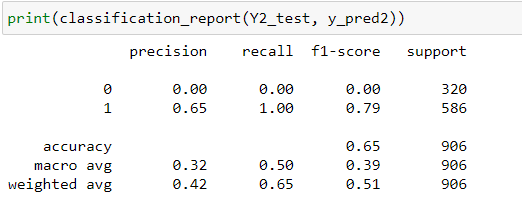 print(classification_report(Y2_test, y_pred2))
precision recall f1-score support
0 0.00 0.00 0.00 320
1 0.65 1.00 0.79 586
accuracy 0.65 906
macro avg 0.32 0.50 0.39 906
weighted avg 0.42 0.65 0.51 906